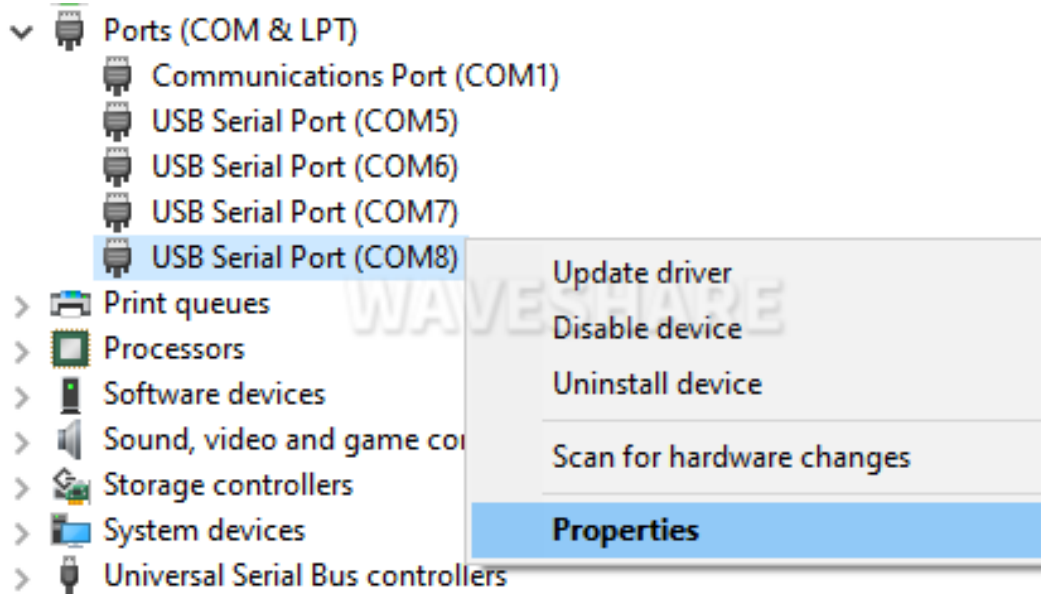 Ports (COM & LPT)
Communications Port (COM1)
USB Serial Port (COM5)
USB Serial Port (COM6)
USB Serial Port (COM7)
USB Serial Port (COM8)
Print queues
Processors
Software devices
Sound, video and game co
Storage controllers
System devices
Universal Serial Bus controllers
Update driver
Disable device
Uninstall device
Scan for hardware changes
Properties
WAVESHARE